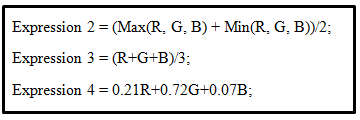 Expression 2 = (Max(R, G, B) + Min(R, G, B))/2;
Expression 3 = (R+G+B)/3;
Expression 4 = 0.21R+0.72G+0.07B;